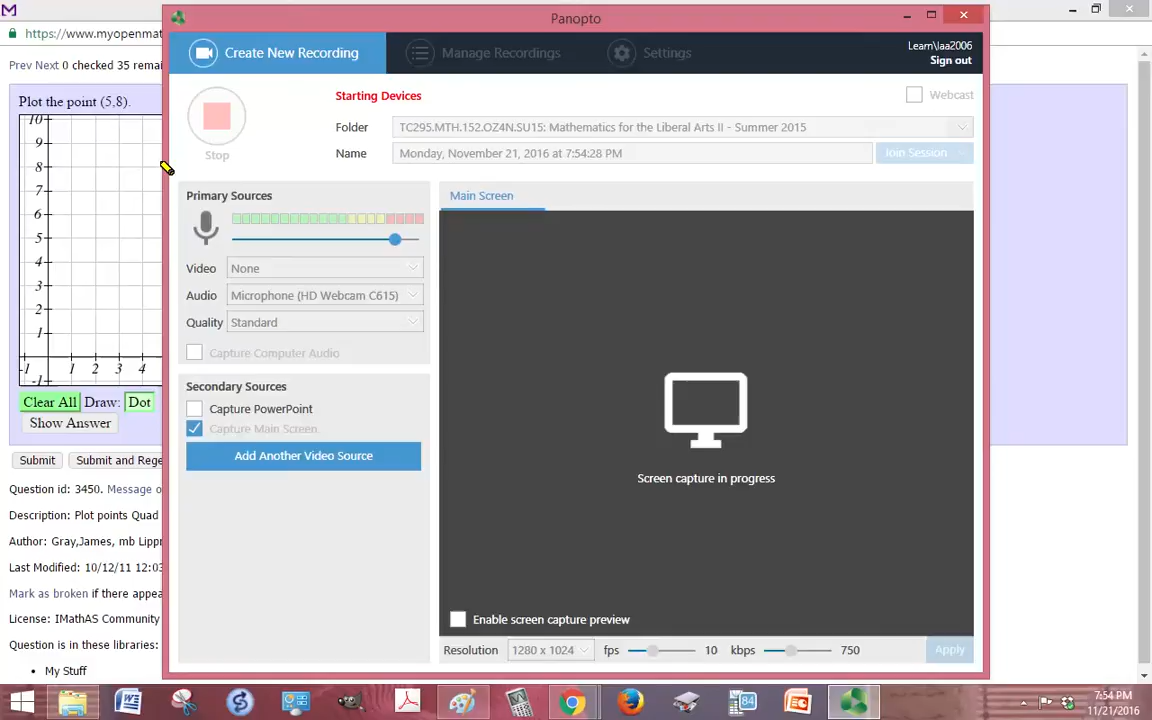 Panopto
https://www.myopenmat
Create New Recording
Manage Recordings
Settings
Learn\laa2006
Sign out
Prev Next 0 checked 35 remai
Starting Devices
Webcast
Plot the point (5,8).
Folder
TC295.MTH.152.OZ4N.SU15: Mathematics for the Liberal Arts II - Summer 2015
Stop
Name
Monday, November 21, 2016 at 7:54:28 PM
Join Session
10
9
8
7
6
5
4
3
2
1
-1 1 2 3 4
-1
Primary Sources
Main Screen
Video
None
Audio
Microphone (HD Webcam C615)
Quality
Standard
Capture Computer Audio
Secondary Sources
Capture PowerPoint
Capture Main Screen
Add Another Video Source
Screen capture in progress
Enable screen capture preview
Resolution
1280 x 1024
fps
10
kbps
750
Apply
Clear All Draw: Dot
Show Answer
Submit
Submit and Rege
Question id: 3450. Message o
Description: Plot points Quad
Author: Gray,James, mb Lippr
Last Modified: 10/12/11 12:03
Mark as broken if there appea
License: IMathAS Community
Question is in these libraries:
• My Stuff
84
7:54 PM
11/21/2016